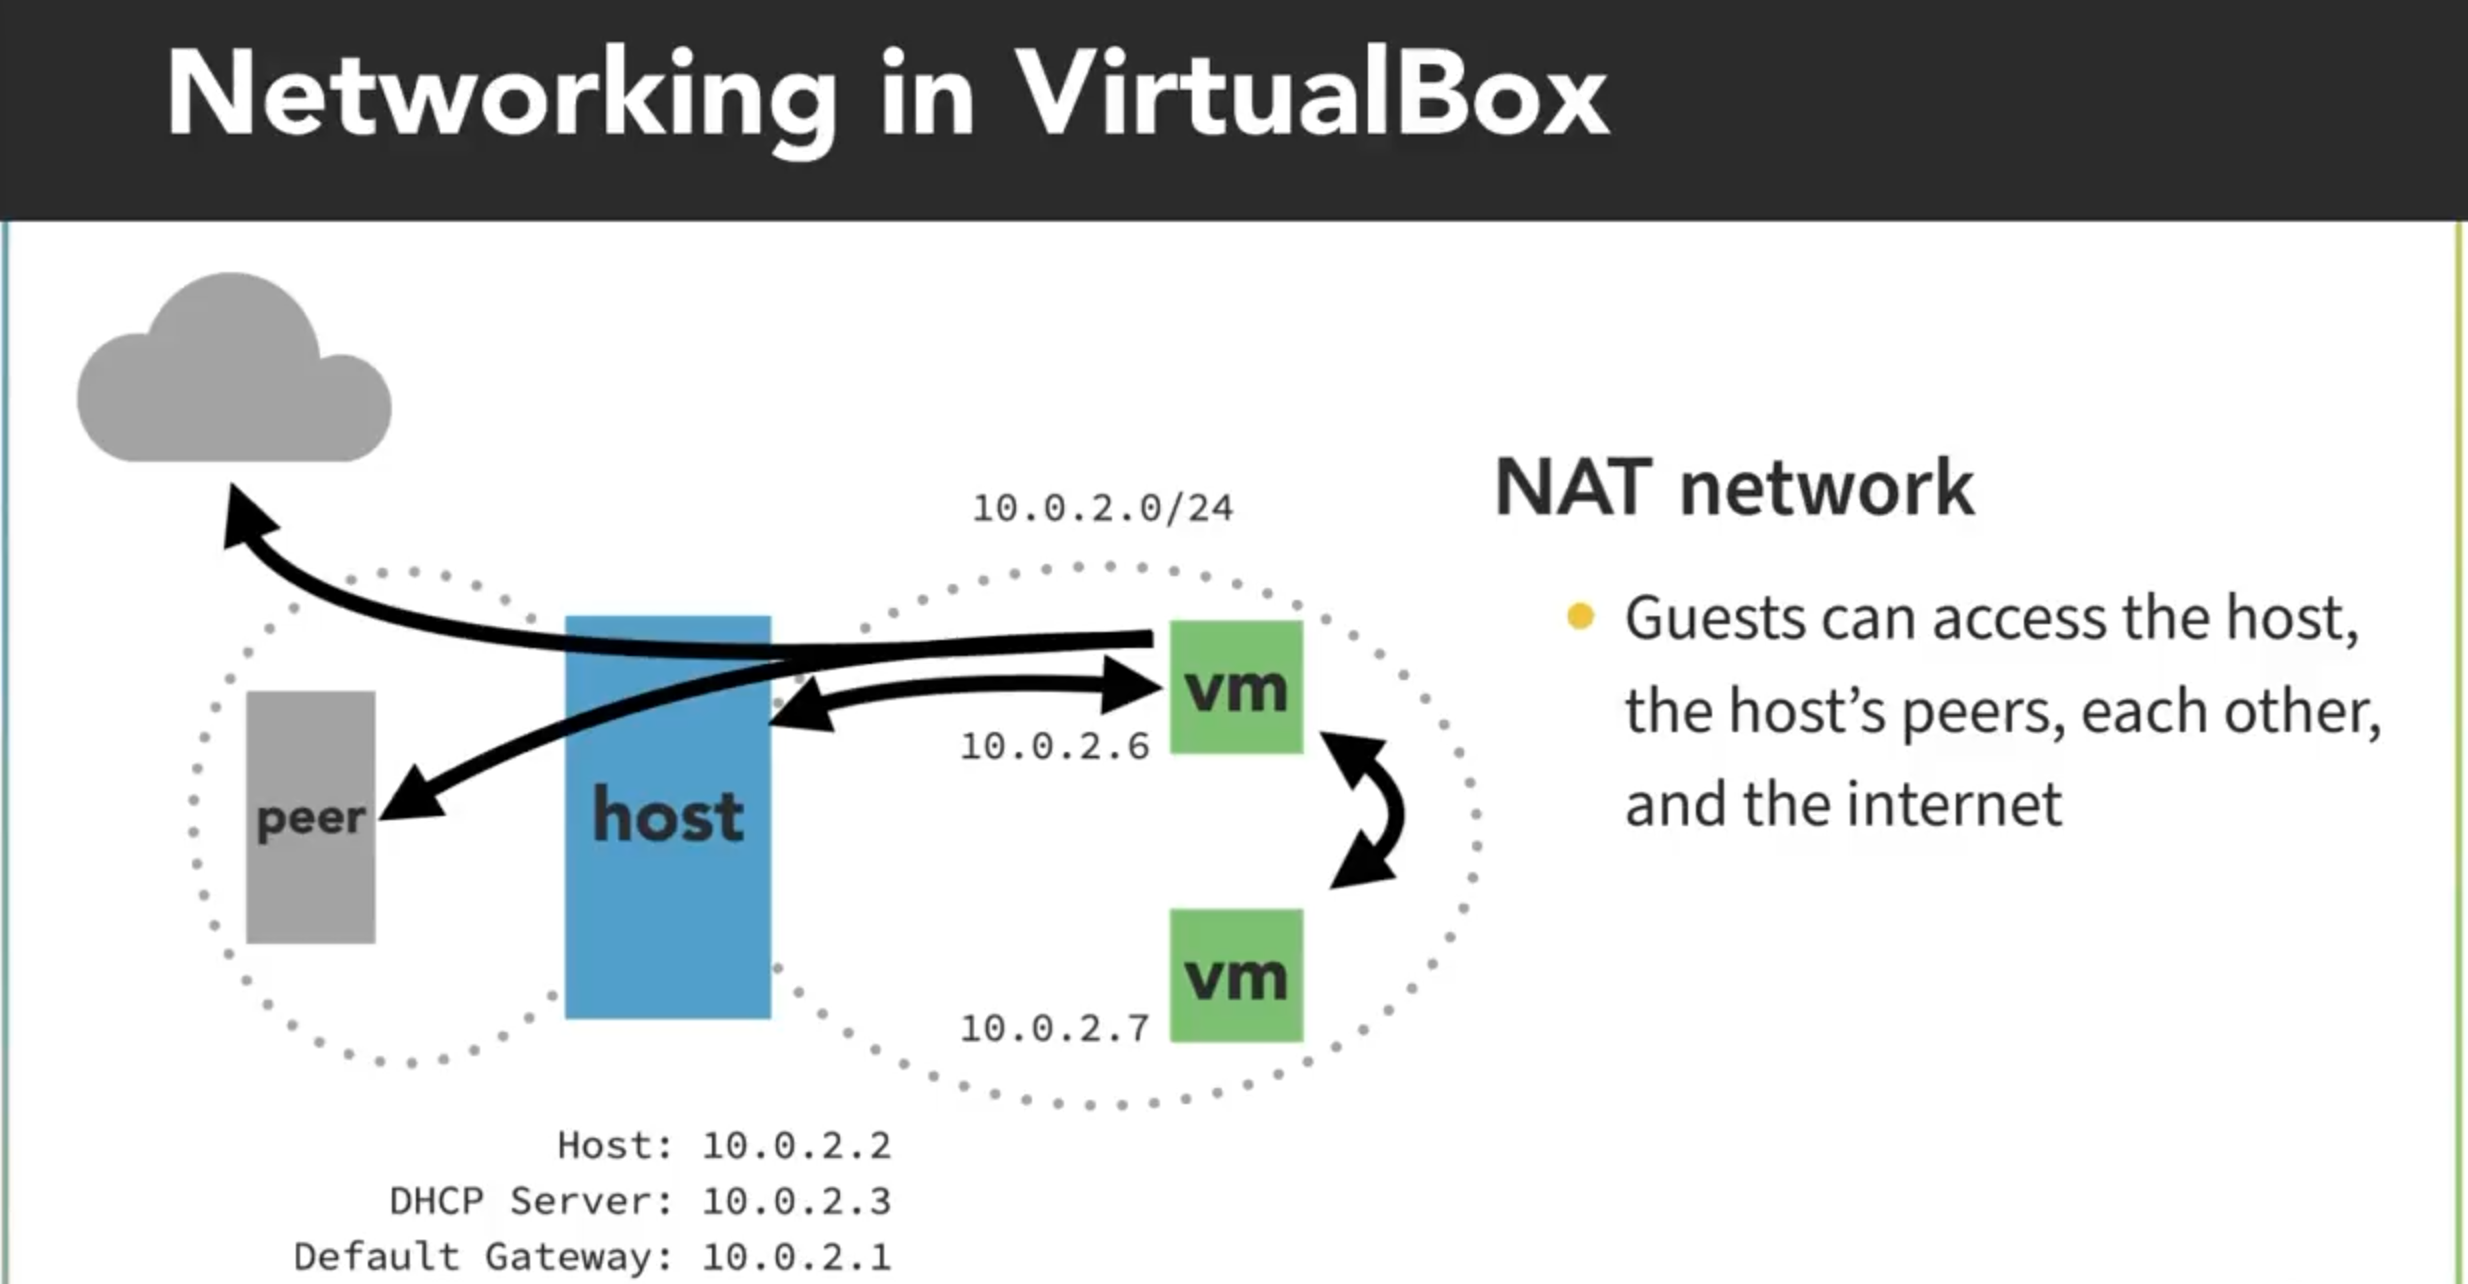 Networking in VirtualBox
10.0.2.0/24
NAT network
Guests can access the host,
the host’s peers, each other,
and the internet
vm
10.0.2.6
peer
host
vm
10.0.2.7
Host: 10.0.2.2
DHCP Server: 10.0.2.3
Default Gateway: 10.0.2.1